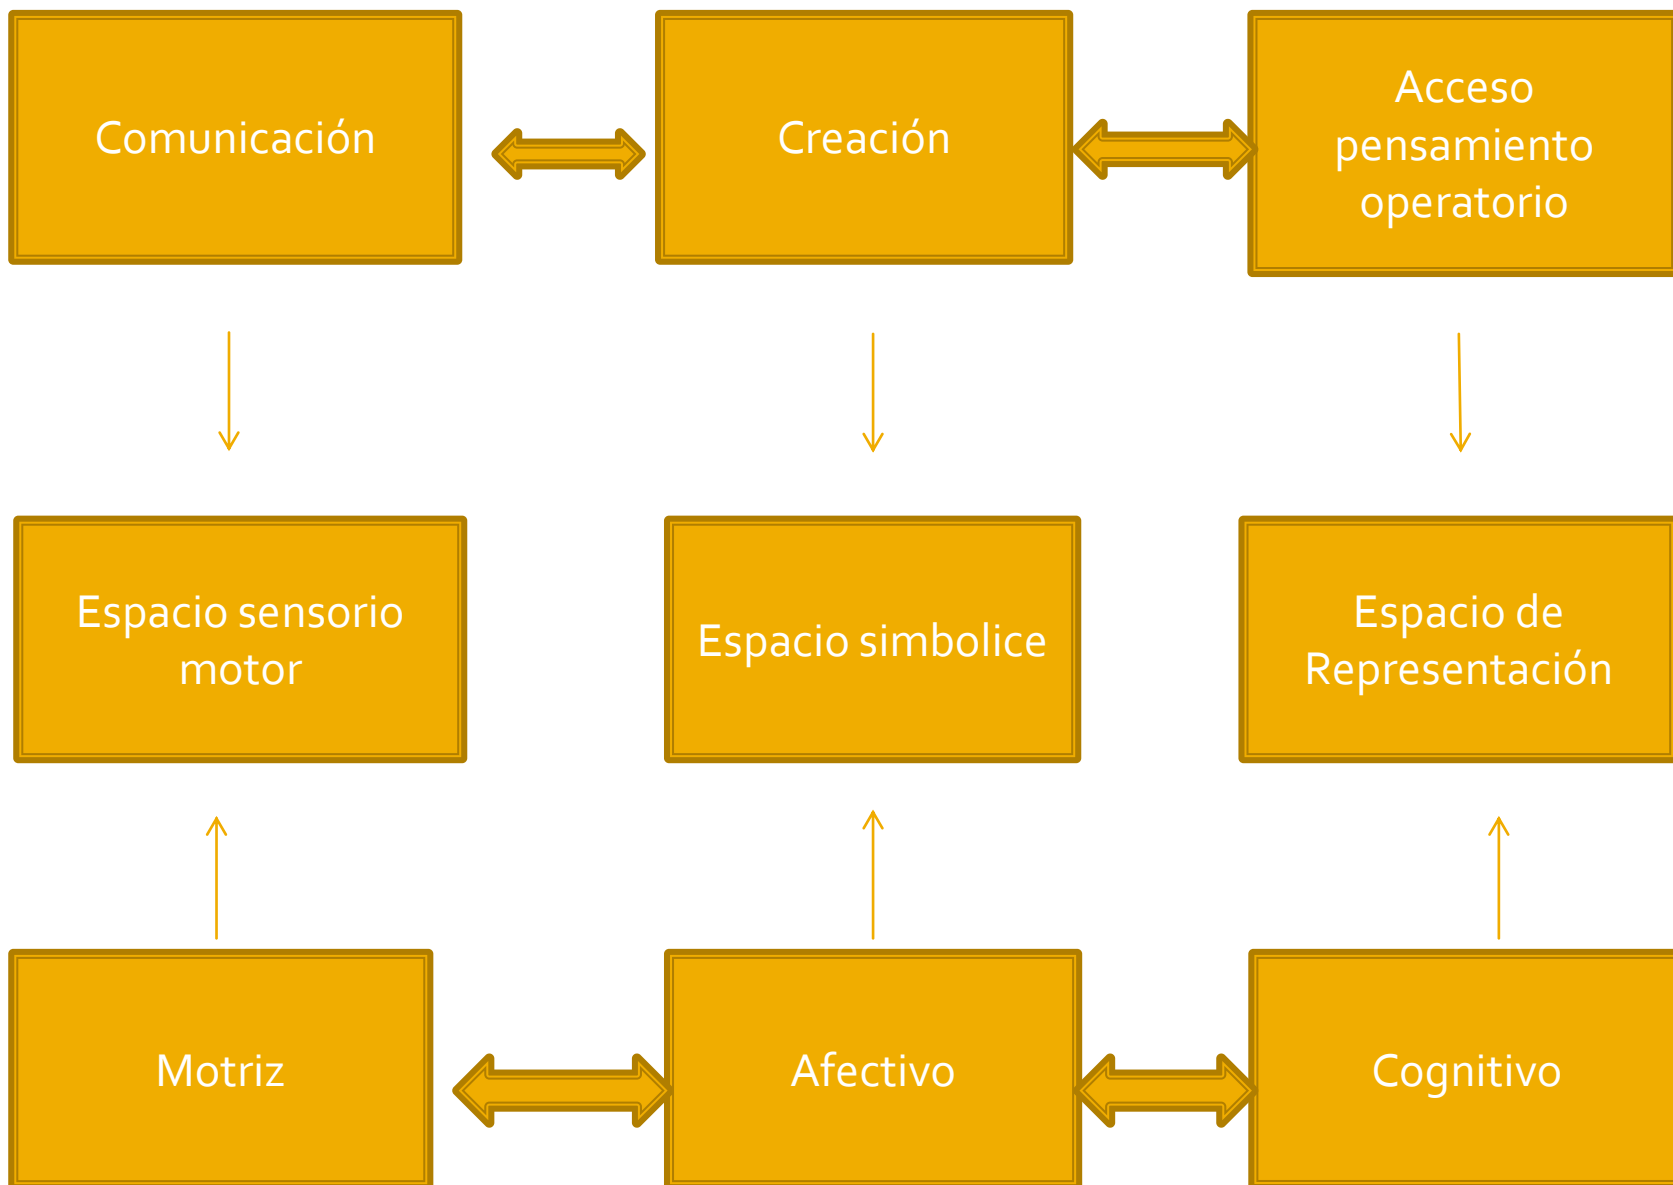 Comunicación
Creación
Acceso
pensamiento
operatorio
Espacio sensorio
motor
Espacio simbolice
Espacio de
Representación
Motriz
Afectivo
Cognitivo